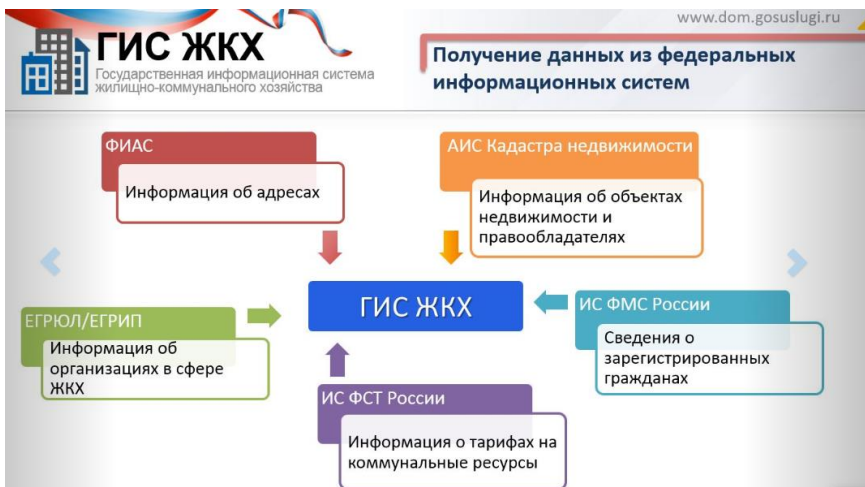 www.dom.gosuslugi.ru
ГИС ЖКХ
Государственная информационная система
жилищно-коммунального хозяйства
Получение данных из федеральных
информационных систем
ФИАС
Информация об адресах
АИС Кадастра недвижимости
Информация об объектах
недвижимости и
правообладателях
ГИС ЖКХ
ЕГРЮЛ/ЕГРИП
Информация об
организациях в сфере
ЖКХ
ИС ФМС России
Сведения о
зарегистрированных
гражданах
ИС ФСТ России
Информация о тарифах на
коммунальные ресурсы